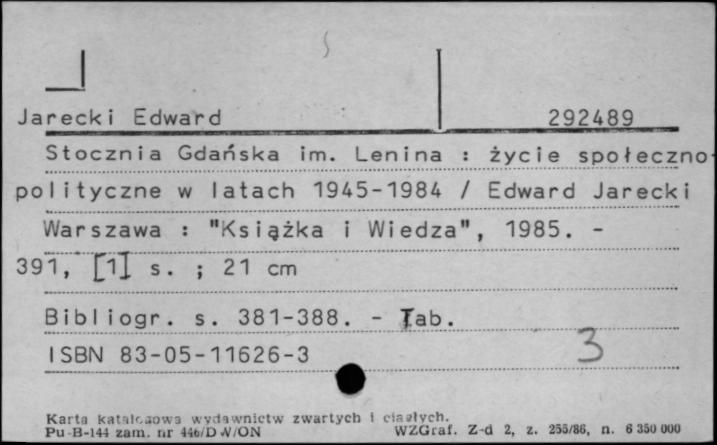 Jarecki Edward 292489
Stocznia Gdańska im. Lenina : życie społeczno-
polityczne w latach 1945-1984 / Edward Jarecki
Warszawa : "Książka i Wiedza", 1985. -
391, [1] s. ; 21 cm
Bibliogr. s. 381-388. - Tab.
ISBN 83-05-11626-3 3
Karta katalogowa wydawnictw zwartych i ciągłych.
Pu-B-144 zam. nr 446/DW/ON WZGraf. Z-d 2, z. 255/86, n. 6 350 000